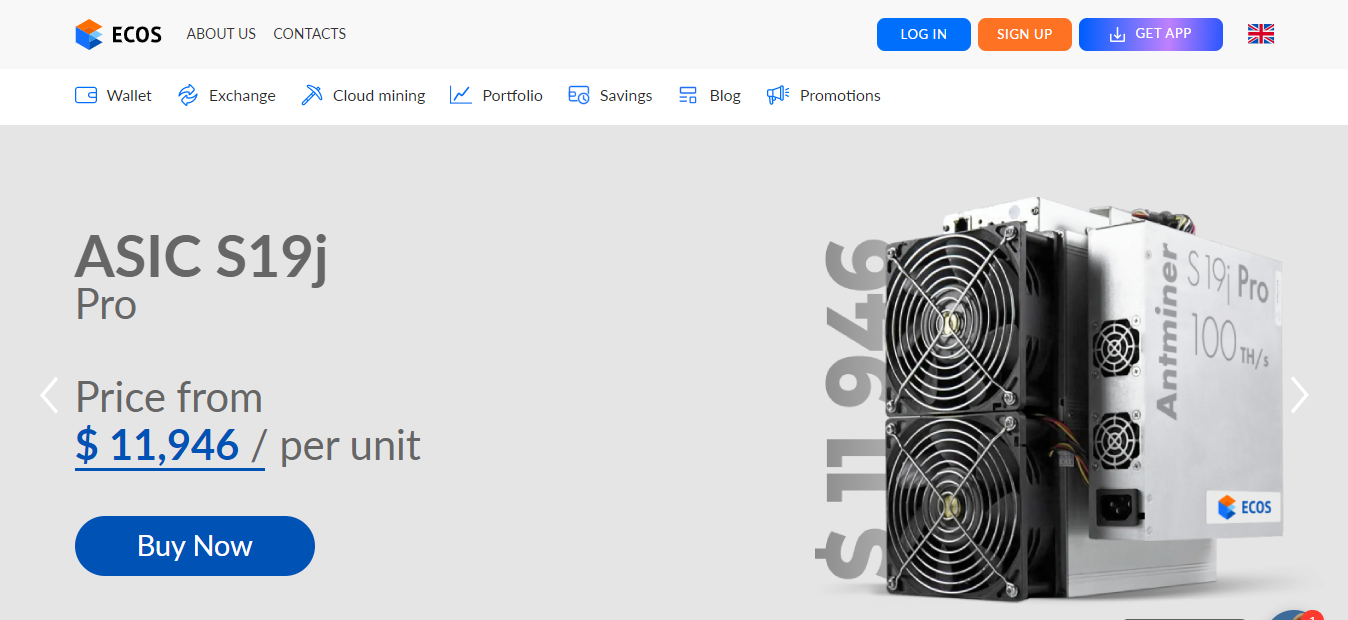 ECOS
ABOUT US
CONTACTS
LOG IN
SIGN UP
GET APP
Wallet
Exchange
Cloud mining
Portfolio
Savings
Blog
Promotions
ASIC S19j
Pro
Price from
$ 11,946 / per unit
Buy Now
$ 11 946
Antminer
S19j Pro
100 TH/s
ECOS